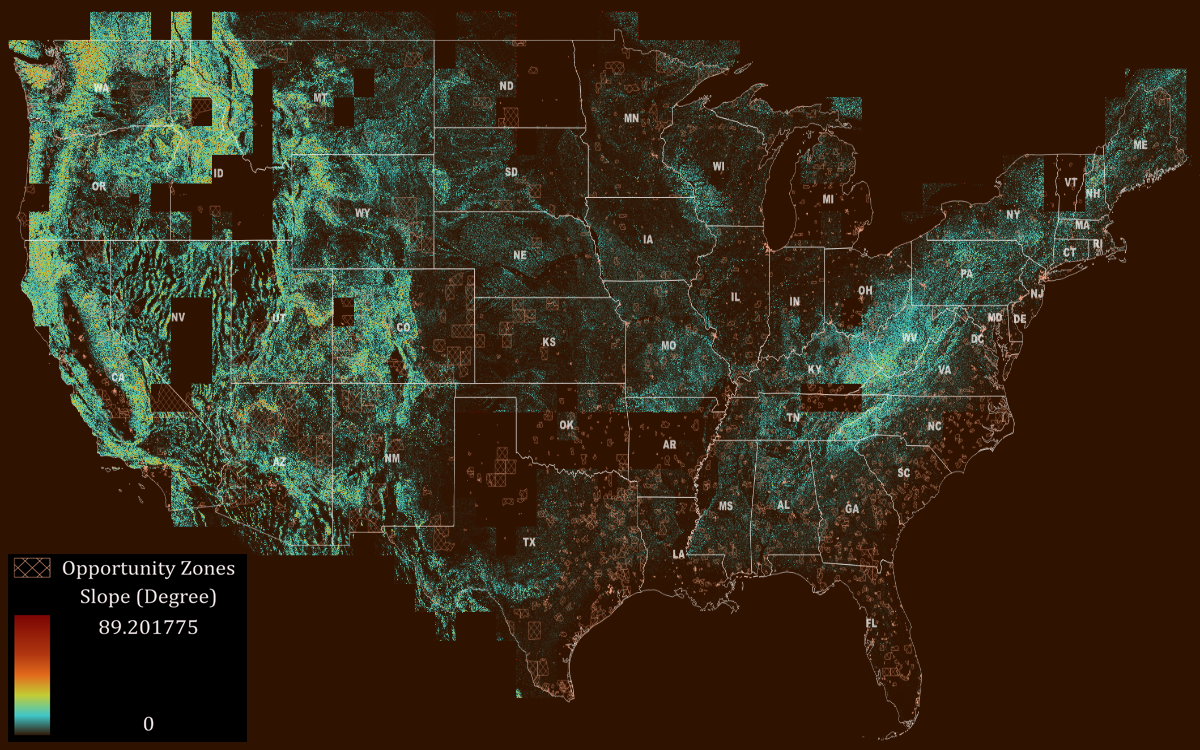 WA
MT
ND
MN
ME
OR
ID
SD
WI
VT
NH
MI
WY
NY
MA
IA
RI
CT
NE
PA
NV
UT
CO
IL
IN
OH
NJ
KS
MO
WV
MD
DE
DC
CA
KY
VA
OK
TN
NC
AZ
NM
AR
SC
MS
AL
GA
TX
LA
FL
Opportunity Zones
Slope (Degree)
89.201775
0